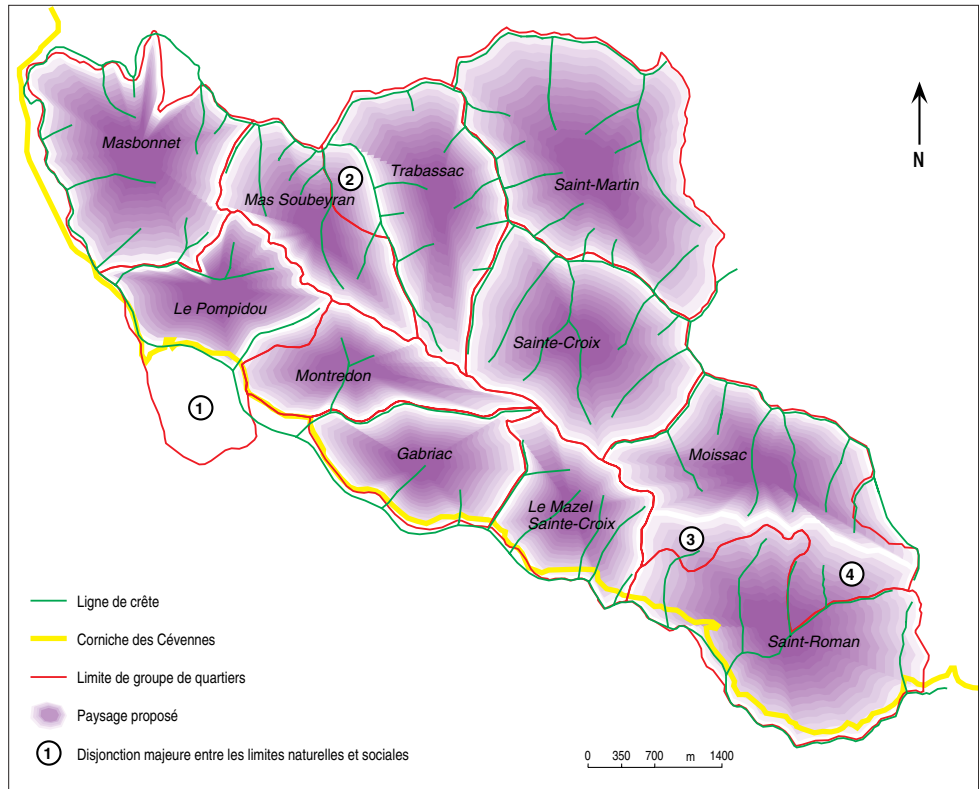 N
Masbonnet
Trabassac
Saint-Martin
2
Mas Soubeyran
Le Pompidou
Sainte-Croix
Montredon
1
Gabriac
Moissac
Le Mazel
Sainte-Croix
3
4
Saint-Roman
Ligne de crête
Corniche des Cévennes
Limite de groupe de quartiers
Paysage proposé
1 Disjonction majeure entre les limites naturelles et sociales
0 350 700 m 1400